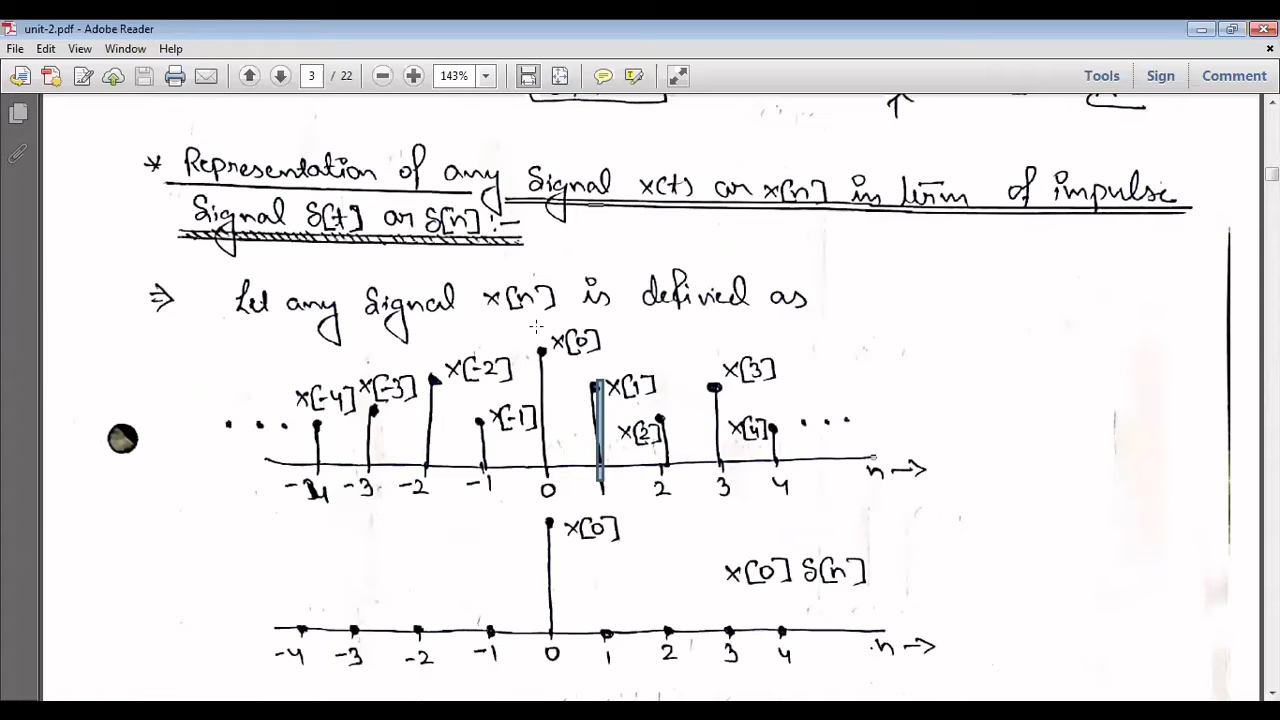 unit-2.pdf - Adobe Reader
File Edit View Window Help
3 / 22 143% Tools Sign Comment
* Representation of any Signal x(t) or x[n] in term of impulse
Signal δ[t] or δ[n]:-
⇒ Let any Signal x[n] is defined as
x[0]
x[-4] x[-3] x[-2] x[-1] x[1] x[2] x[3] x[4]
-4 -3 -2 -1 0 1 2 3 4 n →
x[0]
x[0] δ[n]
-4 -3 -2 -1 0 1 2 3 4 n →